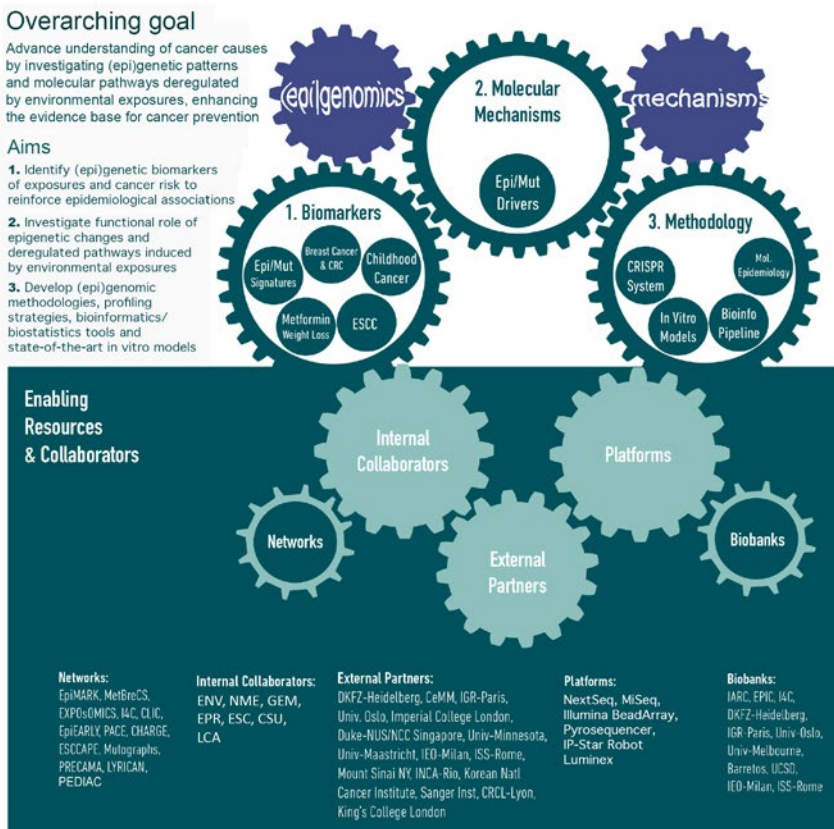 Overarching goal
Advance understanding of cancer causes
by investigating (epi)genetic patterns
and molecular pathways deregulated
by environmental exposures, enhancing
the evidence base for cancer prevention
Aims
1. Identify (epi)genetic biomarkers
of exposures and cancer risk to
reinforce epidemiological associations
2. Investigate functional role of
epigenetic changes and
deregulated pathways induced
by environmental exposures
3. Develop (epi)genomic
methodologies, profiling
strategies, bioinformatics/
biostatistics tools and
state-of-the-art in vitro models
(epi)genomics
2. Molecular
Mechanisms
Epi/Mut
Drivers
mechanisms
1. Biomarkers
Epi/Mut
Signatures
Breast Cancer
& CRC
Childhood
Cancer
Metformin
Weight Loss
ESCC
3. Methodology
CRISPR
System
Mol.
Epidemiology
In Vitro
Models
Bioinfo
Pipeline
Enabling
Resources
& Collaborators
Internal
Collaborators
Platforms
Networks
External
Partners
Biobanks
Networks:
EpiMARK, MetBreCS,
EXPOsOMICS, I4C, CLIC,
EpiEARLY, PACE, CHARGE,
ESCCAPE, Mutographs,
PRECAMA, LYRICAN,
PEDIAC
Internal Collaborators:
ENV, NME, GEM,
EPR, ESC, CSU,
LCA
External Partners:
DKFZ-Heidelberg, CeMM, IGR-Paris,
Univ. Oslo, Imperial College London,
Duke-NUS/NCC Singapore, Univ-Minnesota,
Univ-Maastricht, IEO-Milan, ISS-Rome,
Mount Sinai NY, INCA-Rio, Korean Natl
Cancer Institute, Sanger Inst, CRCL-Lyon,
King's College London
Platforms:
NextSeq, MiSeq,
Illumina BeadArray,
Pyrosequencer,
IP-Star Robot
Luminex
Biobanks:
IARC, EPIC, I4C,
DKFZ-Heidelberg,
IGR-Paris, Univ-Oslo,
Univ-Melbourne,
Barretos, UCSD,
IEO-Milan, ISS-Rome